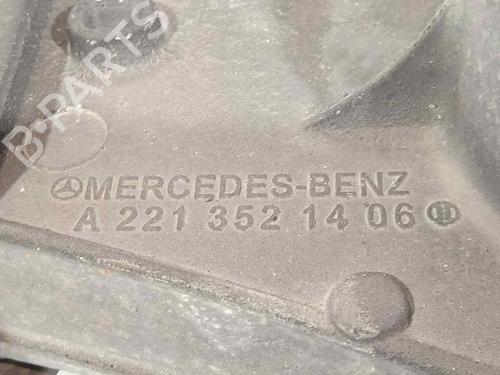 B-PARTS
MERCEDES-BENZ
A 221 352 14 06